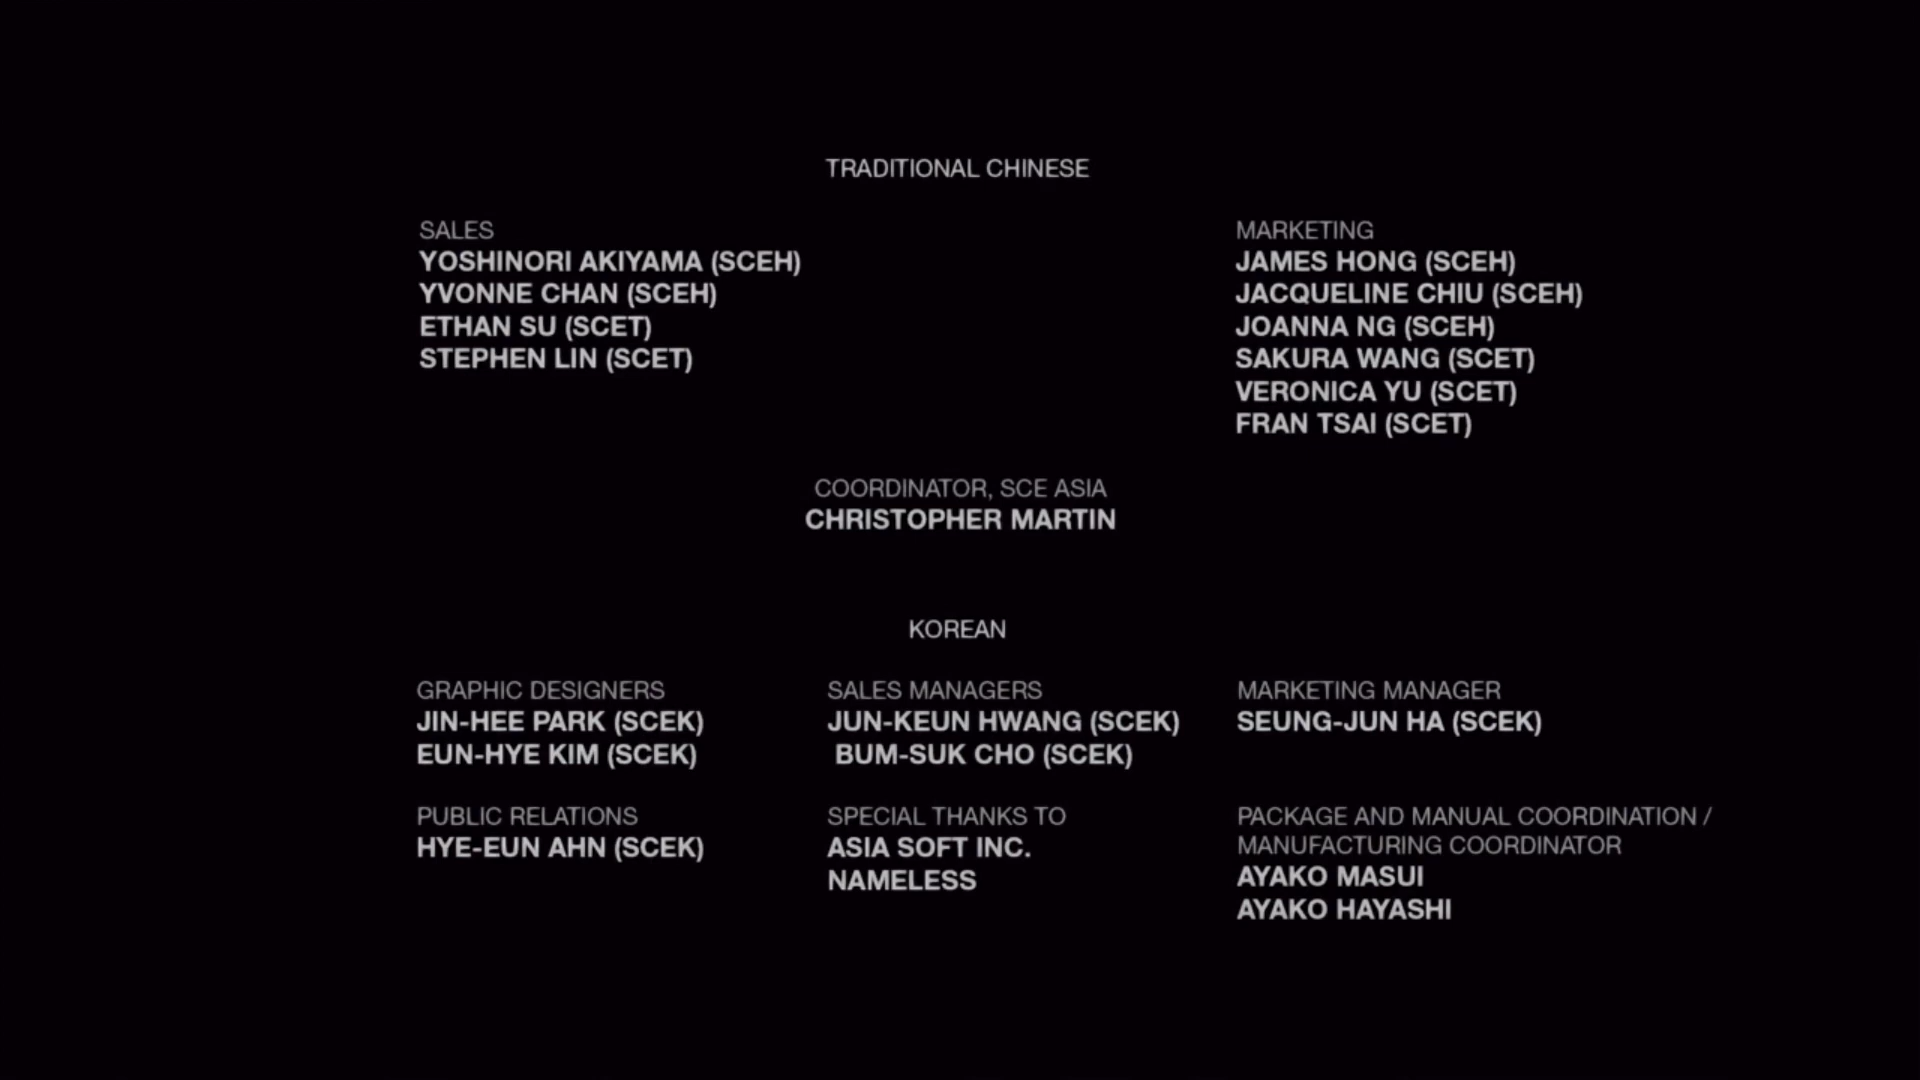 TRADITIONAL CHINESE
SALES
YOSHINORI AKIYAMA (SCEH)
YVONNE CHAN (SCEH)
ETHAN SU (SCET)
STEPHEN LIN (SCET)
MARKETING
JAMES HONG (SCEH)
JACQUELINE CHIU (SCEH)
JOANNA NG (SCEH)
SAKURA WANG (SCET)
VERONICA YU (SCET)
FRAN TSAI (SCET)
COORDINATOR, SCE ASIA
CHRISTOPHER MARTIN
KOREAN
GRAPHIC DESIGNERS
JIN-HEE PARK (SCEK)
EUN-HYE KIM (SCEK)
SALES MANAGERS
JUN-KEUN HWANG (SCEK)
BUM-SUK CHO (SCEK)
MARKETING MANAGER
SEUNG-JUN HA (SCEK)
PUBLIC RELATIONS
HYE-EUN AHN (SCEK)
SPECIAL THANKS TO
ASIA SOFT INC.
NAMELESS
PACKAGE AND MANUAL COORDINATION /
MANUFACTURING COORDINATOR
AYAKO MASUI
AYAKO HAYASHI